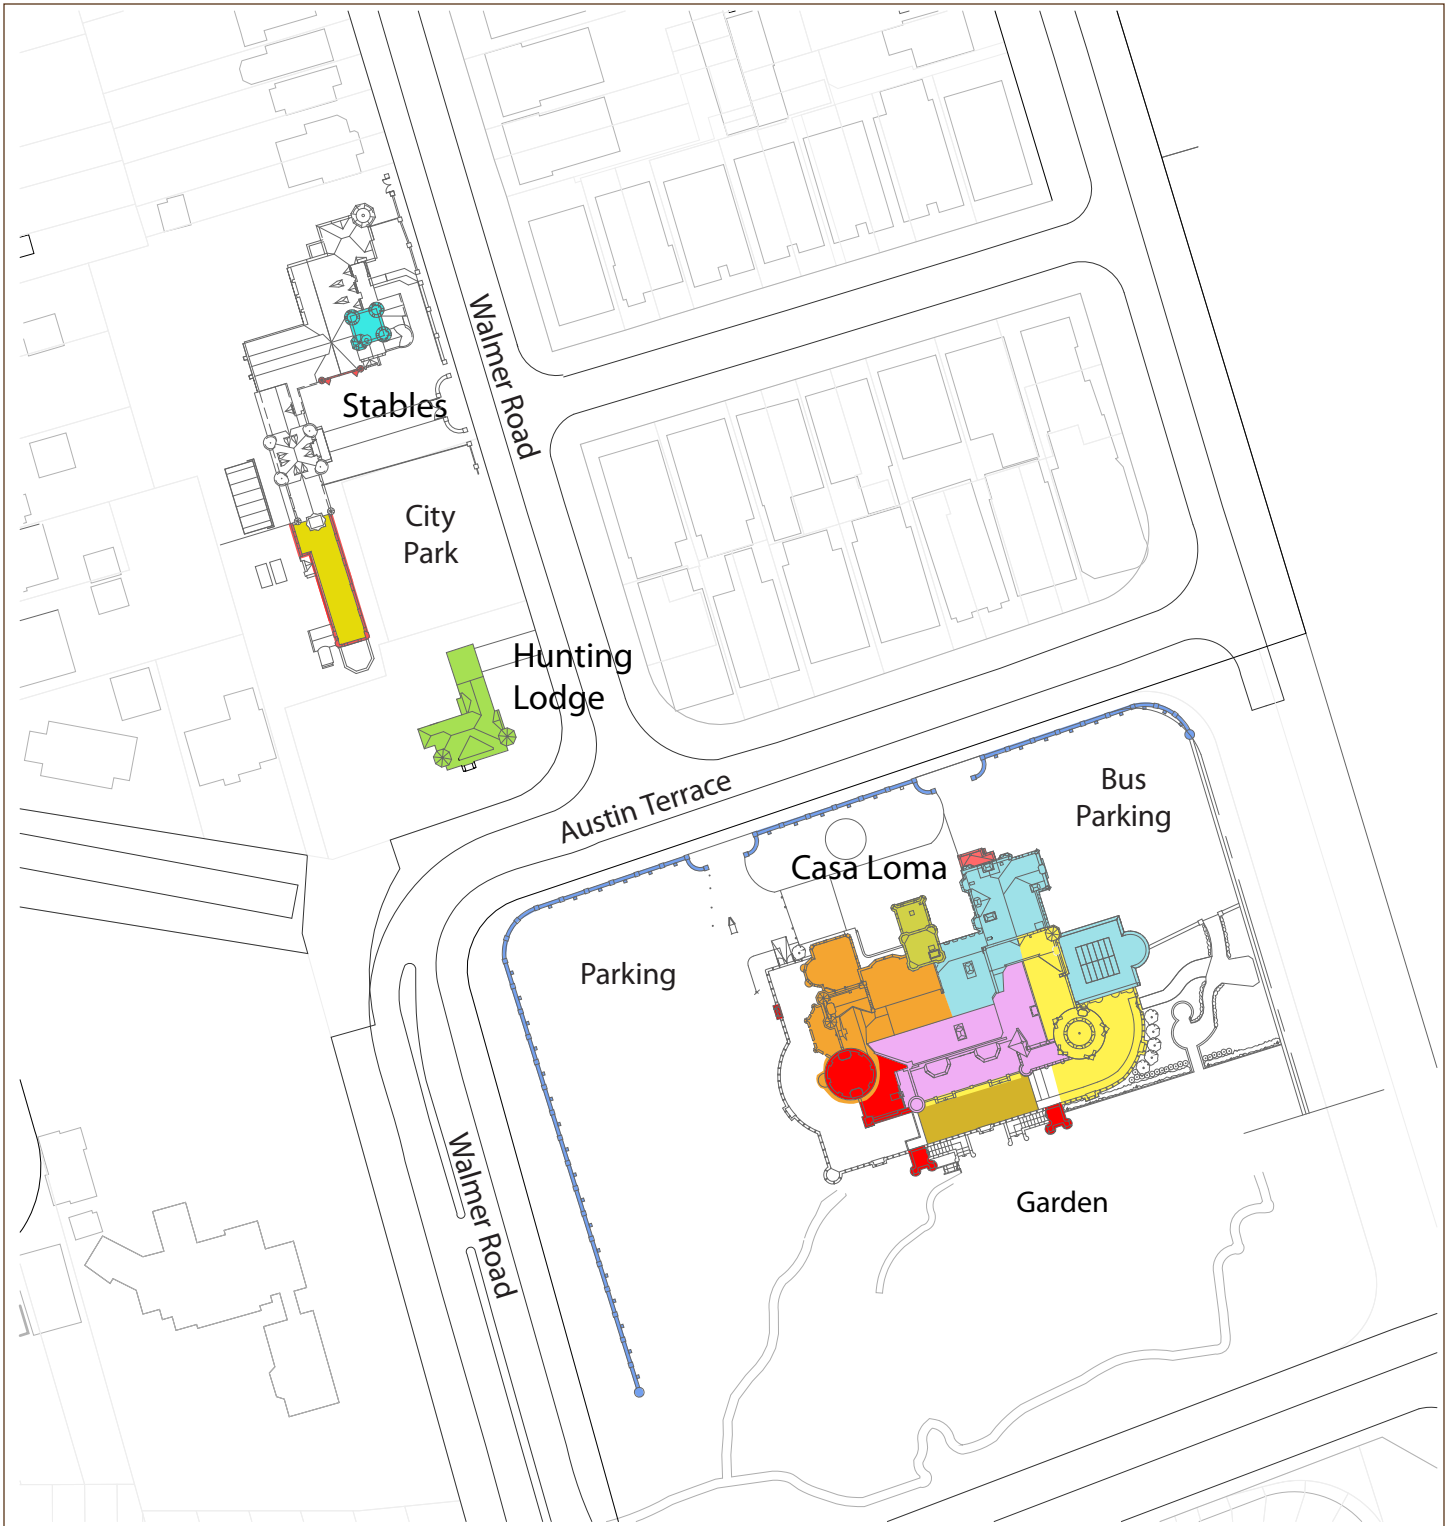 Walmer Road
Stables
City
Park
Hunting
Lodge
Austin Terrace
Bus
Parking
Casa Loma
Parking
Walmer Road
Garden